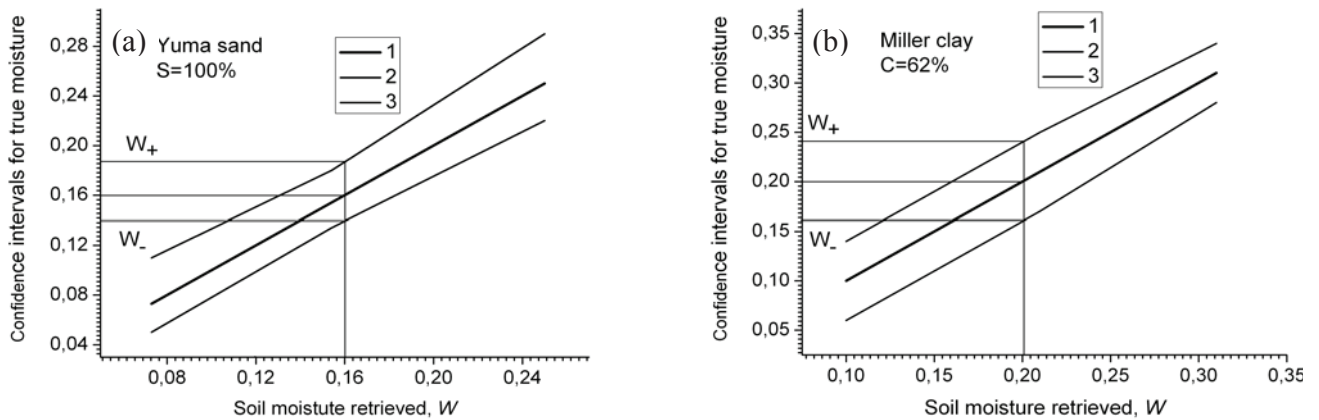 (a) Yuma sand
S=100%
1
2
3
0,28
0,24
0,20
0,16
0,12
0,08
0,04
W+
W-
Confidence intervals for true moisture
0,08 0,12 0,16 0,20 0,24
Soil moistute retrieved, W
(b) Miller clay
C=62%
1
2
3
0,35
0,30
0,25
0,20
0,15
0,10
0,05
W+
W-
Confidence intervals for true moisture
0,10 0,15 0,20 0,25 0,30 0,35
Soil moisture retrieved, W